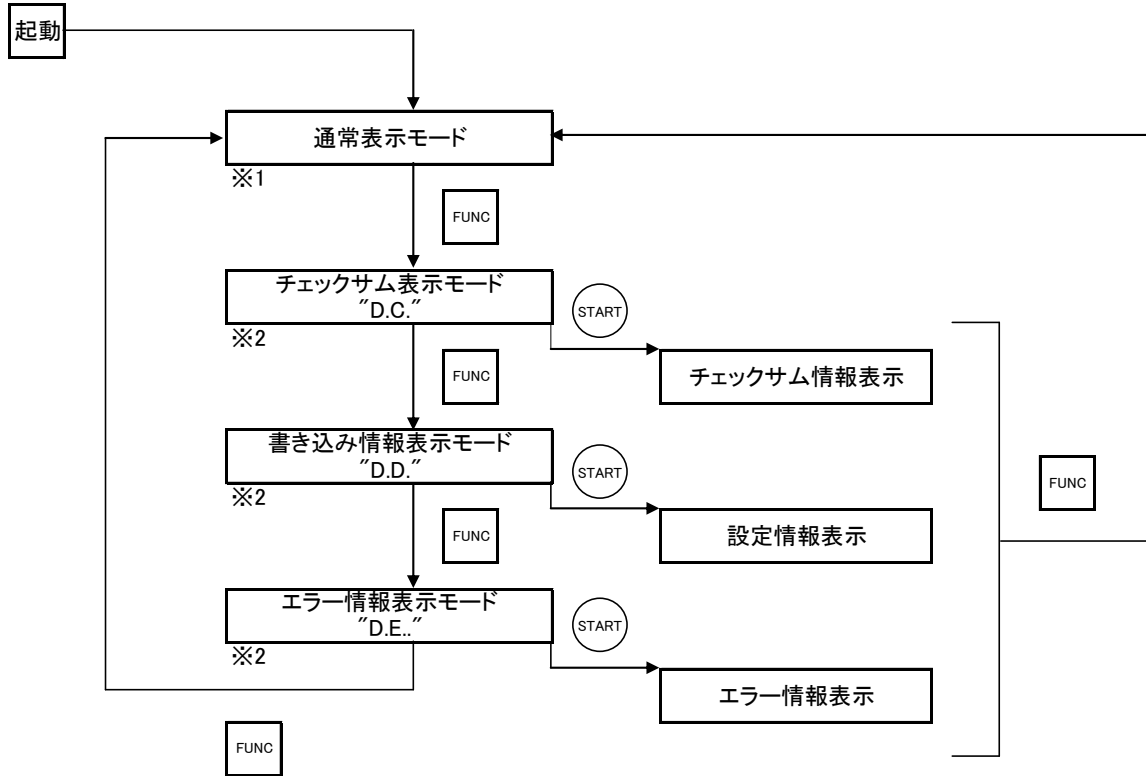 起動
通常表示モード
※1
FUNC
チェックサム表示モード
"D.C."
START
※2
FUNC
チェックサム情報表示
書き込み情報表示モード
"D.D."
START
FUNC
※2
FUNC
設定情報表示
エラー情報表示モード
"D.E.."
START
※2
エラー情報表示
FUNC